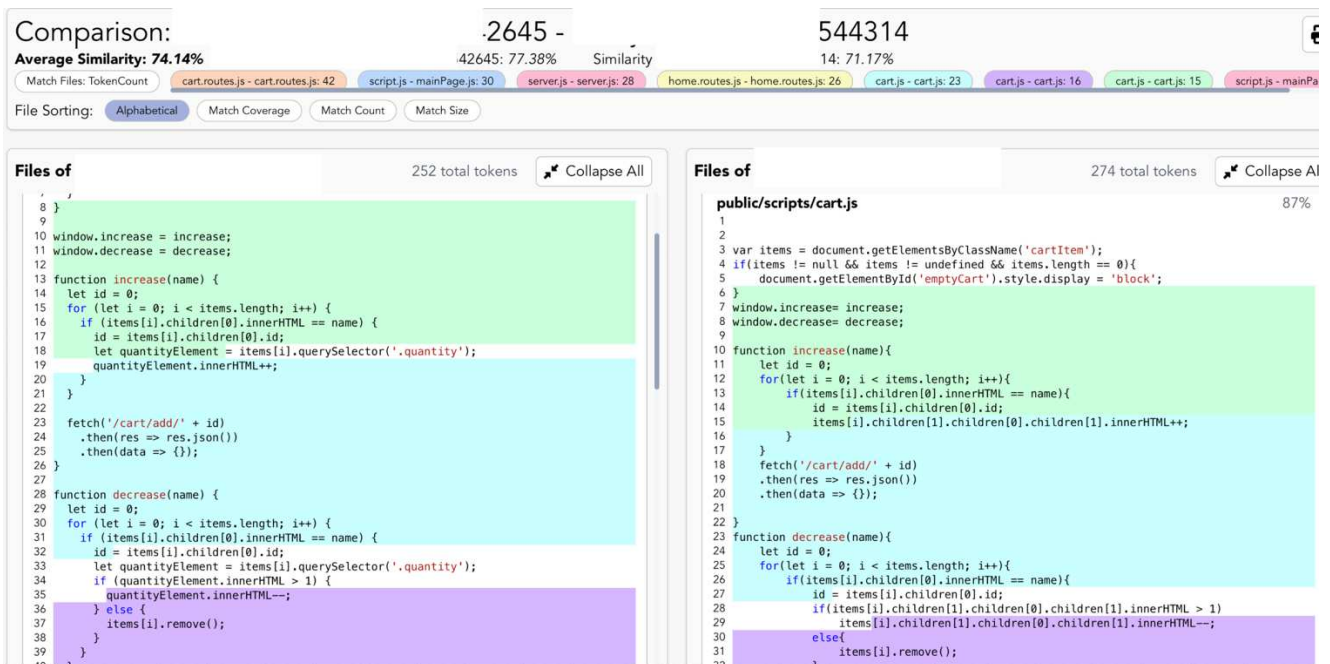 Comparison: -2645 - 544314
Average Similarity: 74.14% 42645: 77.38% Similarity 14: 71.17%
Match Files: TokenCount cart.routes.js - cart.routes.js: 42 script.js - mainPage.js: 30 server.js - server.js: 28 home.routes.js - home.routes.js: 26 cart.js - cart.js: 23 cart.js - cart.js: 16 cart.js - cart.js: 15 script.js - mainPa
File Sorting: Alphabetical Match Coverage Match Count Match Size
Files of 252 total tokens Collapse All
8 }
9
10 window.increase = increase;
11 window.decrease = decrease;
12
13 function increase(name) {
14 let id = 0;
15 for (let i = 0; i < items.length; i++) {
16 if (items[i].children[0].innerHTML == name) {
17 id = items[i].children[0].id;
18 let quantityElement = items[i].querySelector('.quantity');
19 quantityElement.innerHTML++;
20 }
21 }
22
23 fetch('/cart/add/' + id)
24 .then(res => res.json())
25 .then(data => {});
26 }
27
28 function decrease(name) {
29 let id = 0;
30 for (let i = 0; i < items.length; i++) {
31 if (items[i].children[0].innerHTML == name) {
32 id = items[i].children[0].id;
33 let quantityElement = items[i].querySelector('.quantity');
34 if (quantityElement.innerHTML > 1) {
35 quantityElement.innerHTML--;
36 } else {
37 items[i].remove();
38 }
39 }
Files of 274 total tokens Collapse Al
public/scripts/cart.js 87%
1
2
3 var items = document.getElementsByClassName('cartItem');
4 if(items != null && items != undefined && items.length == 0){
5 document.getElementById('emptyCart').style.display = 'block';
6 }
7 window.increase= increase;
8 window.decrease= decrease;
9
10 function increase(name){
11 let id = 0;
12 for(let i = 0; i < items.length; i++){
13 if(items[i].children[0].innerHTML == name){
14 id = items[i].children[0].id;
15 items[i].children[1].children[0].children[1].innerHTML++;
16 }
17 }
18 fetch('/cart/add/' + id)
19 .then(res => res.json())
20 .then(data => {});
21
22 }
23 function decrease(name){
24 let id = 0;
25 for(let i = 0; i < items.length; i++){
26 if(items[i].children[0].innerHTML == name){
27 id = items[i].children[0].id;
28 if(items[i].children[1].children[0].children[1].innerHTML > 1)
29 items[i].children[1].children[0].children[1].innerHTML--;
30 else{
31 items[i].remove();